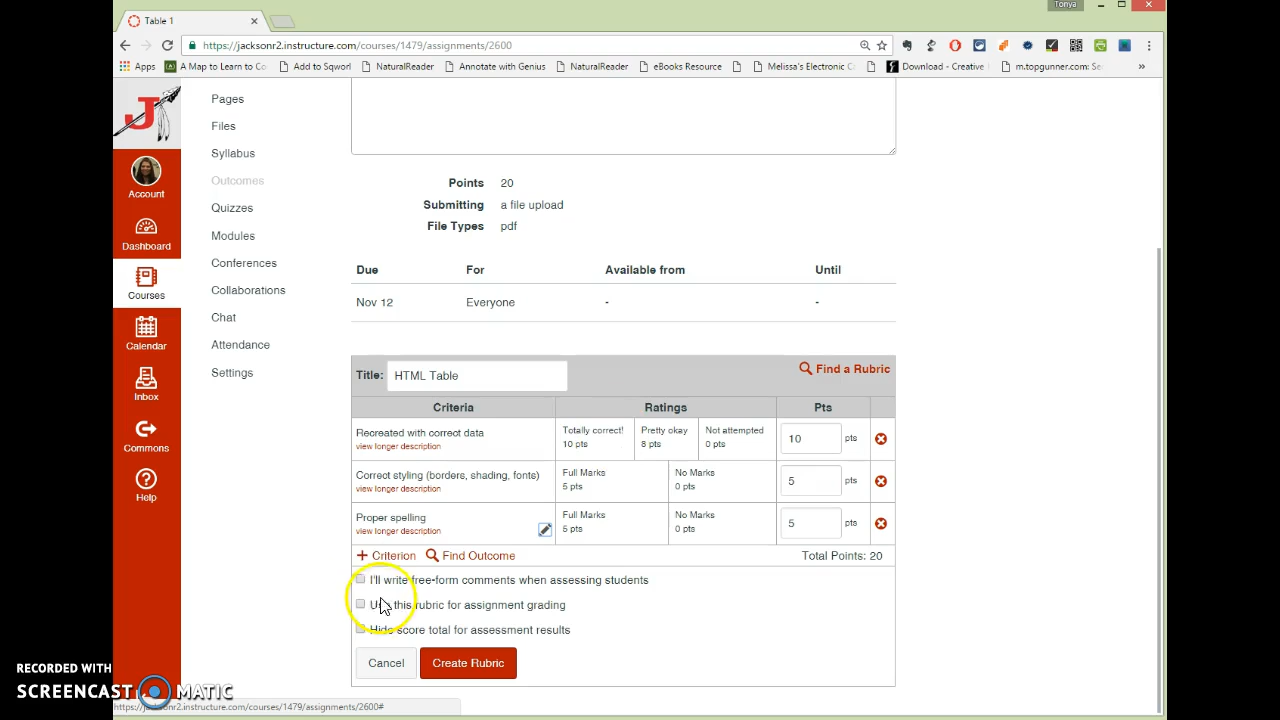 Tonya
Table 1
https://jacksonr2.instructure.com/courses/1479/assignments/2600
Apps A Map to Learn to Co Add to Sqworl NaturalReader Annotate with Genius NaturalReader eBooks Resource Melissa's Electronic C Download - Creative m.topgunner.com: Se »
J
Account
Dashboard
Courses
Calendar
Inbox
Commons
Help
Pages
Files
Syllabus
Outcomes
Quizzes
Modules
Conferences
Collaborations
Chat
Attendance
Settings
Points 20
Submitting a file upload
File Types pdf
Due For Available from Until
Nov 12 Everyone - -
Title: HTML Table Find a Rubric
Criteria Ratings Pts
Recreated with correct data Totally correct! Pretty okay Not attempted 10 pts
view longer description 10 pts 8 pts 0 pts
Correct styling (borders, shading, fonts) Full Marks No Marks 5 pts
view longer description 5 pts 0 pts
Proper spelling Full Marks No Marks 5 pts
view longer description 5 pts 0 pts
+ Criterion Find Outcome Total Points: 20
I'll write free-form comments when assessing students
Use this rubric for assignment grading
Hide score total for assessment results
Cancel Create Rubric
RECORDED WITH
SCREENCAST MATIC
https://jacksonr2.instructure.com/courses/1479/assignments/2600#